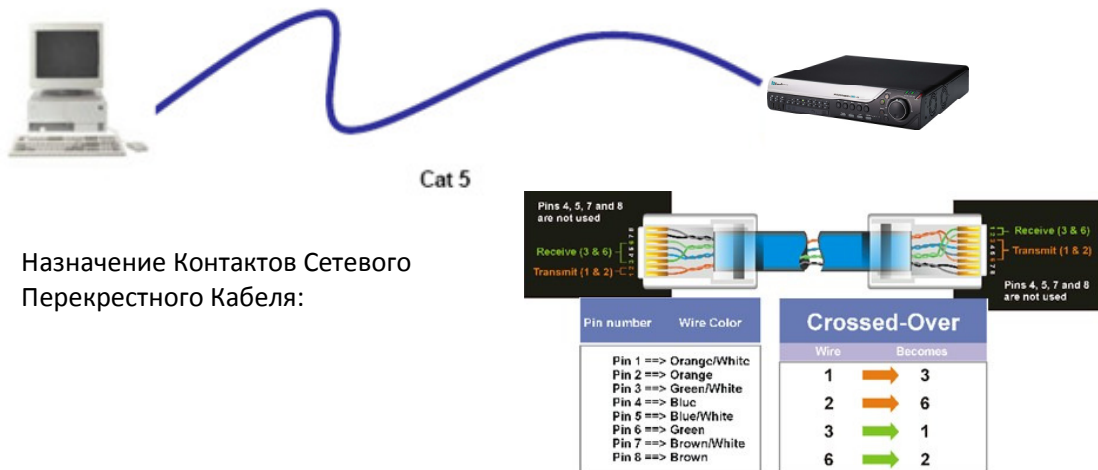 Cat 5
Назначение Контактов Сетевого
Перекрестного Кабеля:
Pins 4, 5, 7 and 8
are not used
Receive (3 & 6)
Transmit (1 & 2)
Receive (3 & 6)
Transmit (1 & 2)
Pins 4, 5, 7 and 8
are not used
Pin number Wire Color
Pin 1 ==> Orange/White
Pin 2 ==> Orange
Pin 3 ==> Green/White
Pin 4 ==> Blue
Pin 5 ==> Blue/White
Pin 6 ==> Green
Pin 7 ==> Brown/White
Pin 8 ==> Brown
Crossed-Over
Wire Becomes
1 3
2 6
3 1
6 2